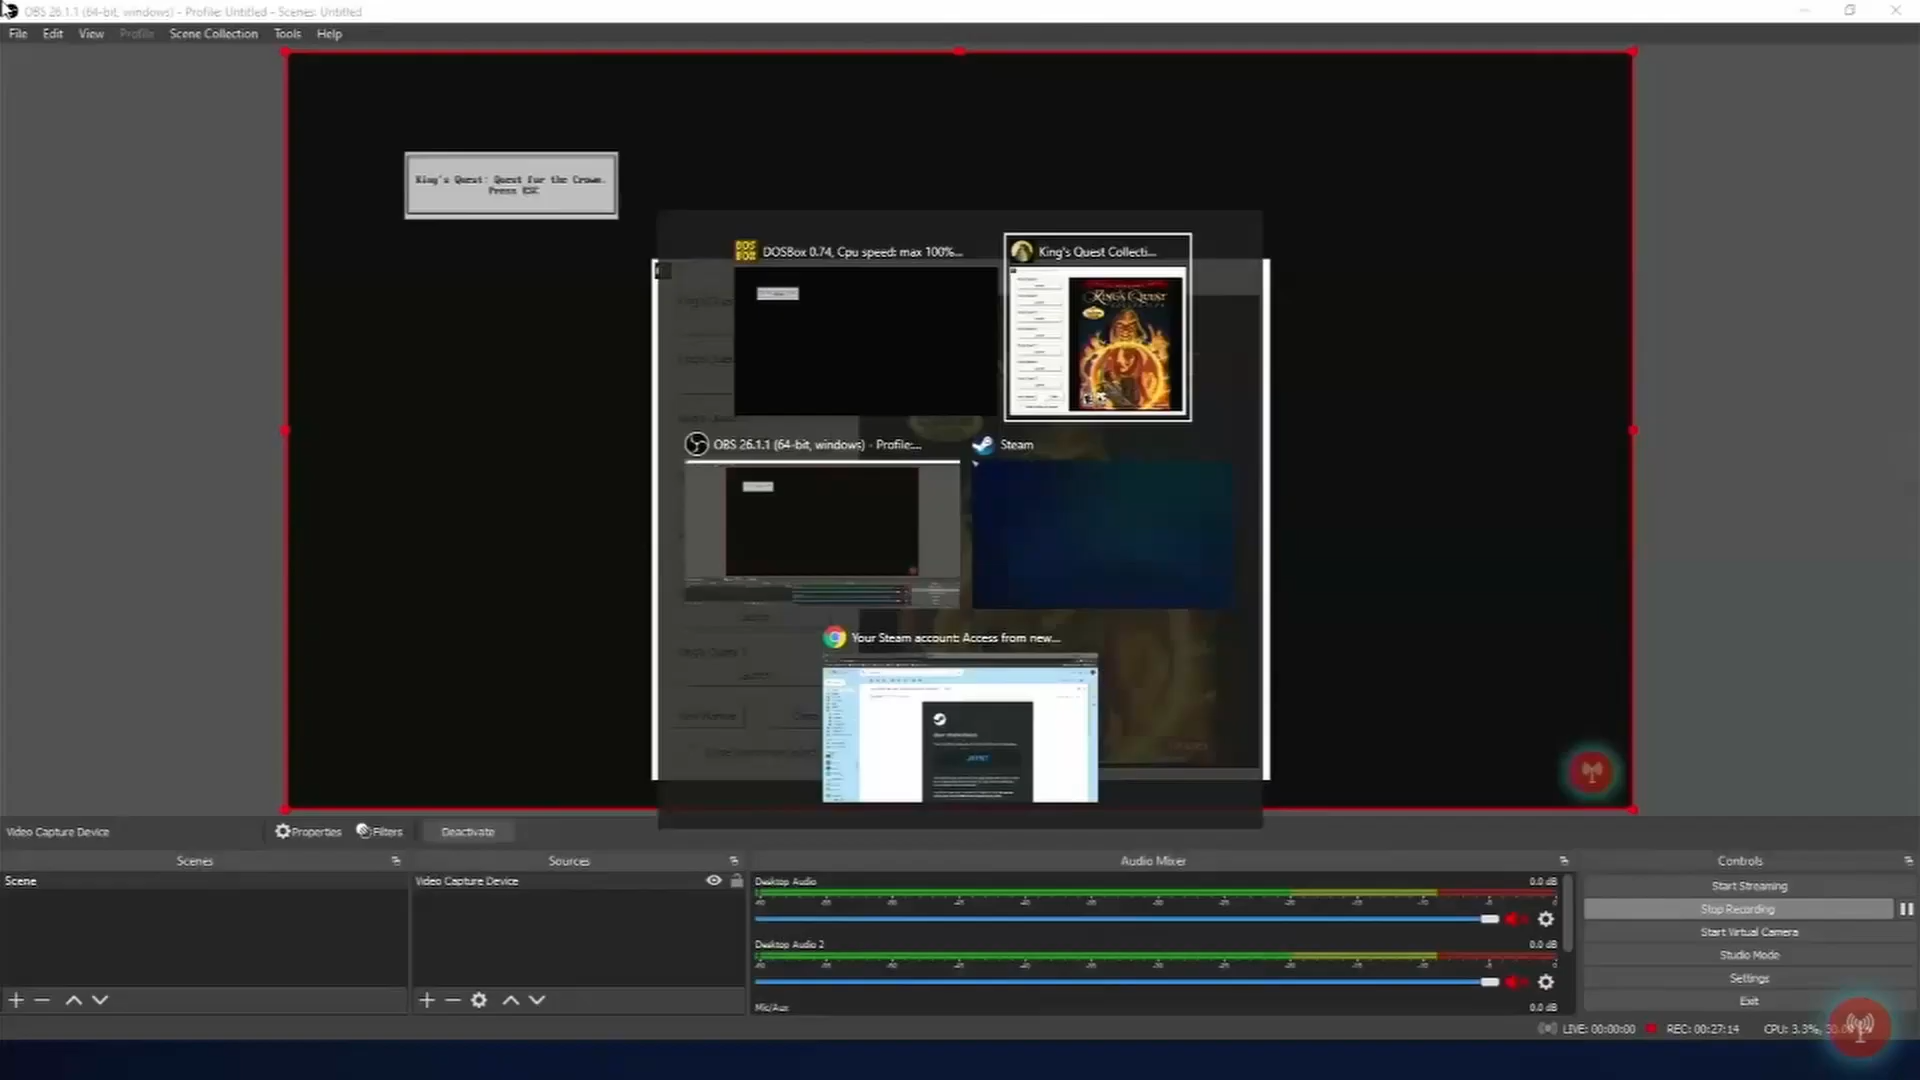 OBS 26.1.1 (64-bit, windows) - Profile: Untitled - Scenes: Untitled
File Edit View Profile Scene Collection Tools Help
King's Quest: Quest for the Crown.
Press ESC
DOSBox 0.74, Cpu speed: max 100%...
King's Quest Collecti...
KING'S QUEST
COLLECTION
OBS 26.1.1 (64-bit, windows) - Profile:...
Steam
Your Steam account: Access from new...
Video Capture Device
Properties
Filters
Deactivate
Scenes
Sources
Audio Mixer
Controls
Scene
Video Capture Device
Desktop Audio
0.0 dB
Desktop Audio 2
0.0 dB
Mic/Aux
0.0 dB
Start Streaming
Stop Recording
Start Virtual Camera
Studio Mode
Settings
Exit
LIVE: 00:00:00
REC: 00:27:14
CPU: 3.3%,